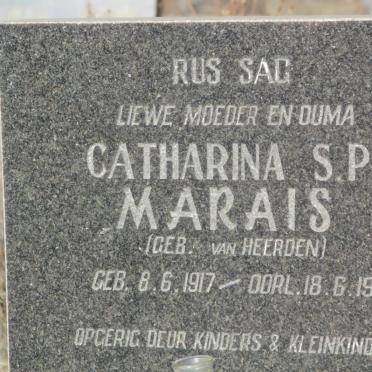 RUS SAG
LIEWE MOEDER EN OUMA
CATHARINA S.P
MARAIS
(GEB. VAN HEERDEN)
GEB. 8.6.1917 — OORL. 18.6.19
OPGERIG DEUR KINDERS & KLEINKIND